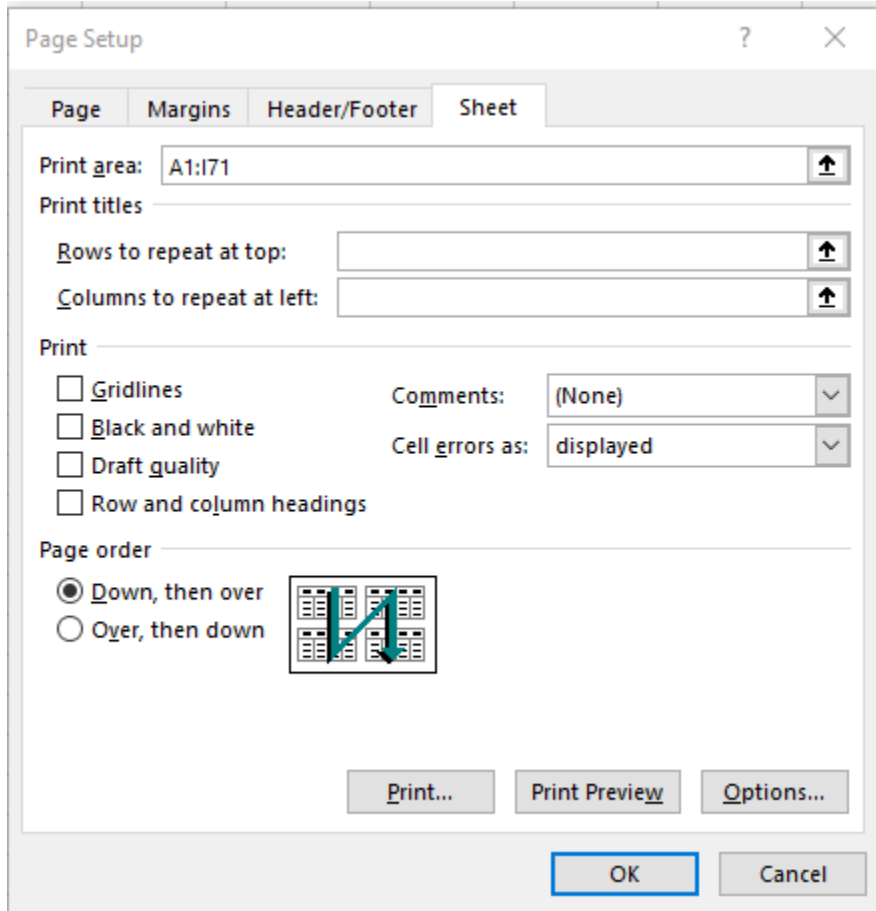 Page Setup ?
Page Margins Header/Footer Sheet
Print area: A1:I71
Print titles
Rows to repeat at top:
Columns to repeat at left:
Print
Gridlines Comments: (None)
Black and white
Cell errors as: displayed
Draft quality
Row and column headings
Page order
Down, then over
Over, then down
Print... Print Preview Options...
OK Cancel